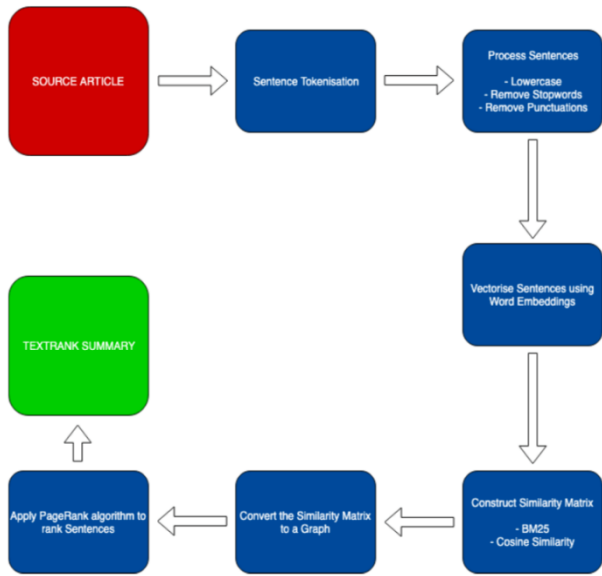 SOURCE ARTICLE
Sentence Tokenisation
Process Sentences
- Lowercase
- Remove Stopwords
- Remove Punctuations
Vectorise Sentences using
Word Embeddings
Construct Similarity Matrix
- BM25
- Cosine Similarity
Convert the Similarity Matrix
to a Graph
Apply PageRank algorithm to
rank Sentences
TEXTRANK SUMMARY